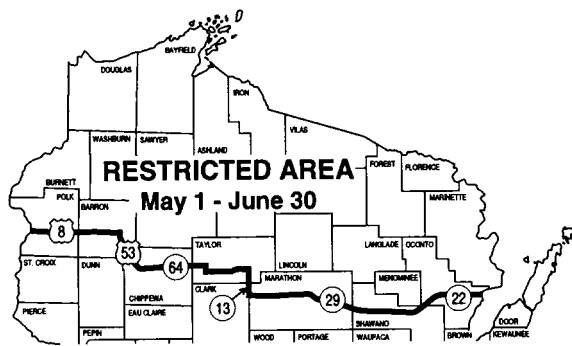 DOUGLAS
BAYFIELD
IRON
VILAS
ASHLAND
WASHBURN
SAWYER
FOREST
FLORENCE
MARINETTE
RESTRICTED AREA
May 1 - June 30
BURNETT
POLK
BARRON
8
53
64
TAYLOR
LINCOLN
LANGLADE
OCONTO
ST. CROIX
DUNN
CHIPPEWA
CLARK
MARATHON
MENOMINEE
13
29
22
EAU CLAIRE
PIERCE
PEPIN
WOOD
PORTAGE
SHAWANO
WAUPACA
BROWN
DOOR
KEWAUNEE